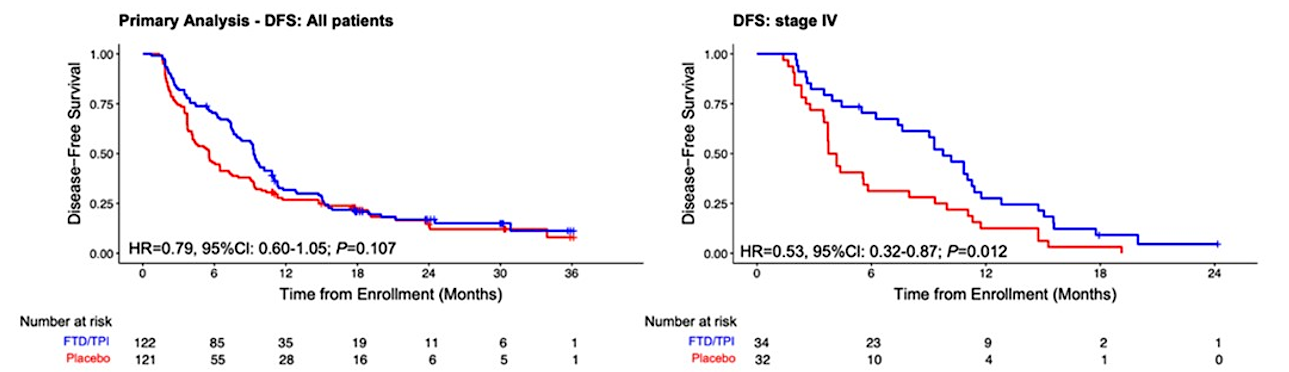 Primary Analysis - DFS: All patients
Disease-Free Survival
1.00
0.75
0.50
0.25
0.00
HR=0.79, 95%CI: 0.60-1.05; P=0.107
0 6 12 18 24 30 36
Time from Enrollment (Months)
Number at risk
FTD/TPI 122 85 35 19 11 6 1
Placebo 121 55 28 16 6 5 1
DFS: stage IV
Disease-Free Survival
1.00
0.75
0.50
0.25
0.00
HR=0.53, 95%CI: 0.32-0.87; P=0.012
0 6 12 18 24
Time from Enrollment (Months)
Number at risk
FTD/TPI 34 23 9 2 1
Placebo 32 10 4 1 0